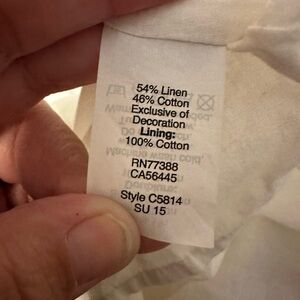 54% Linen
46% Cotton
Exclusive of
Decoration
Lining:
100% Cotton
RN77388
CA56445
Style C5814
SU 15